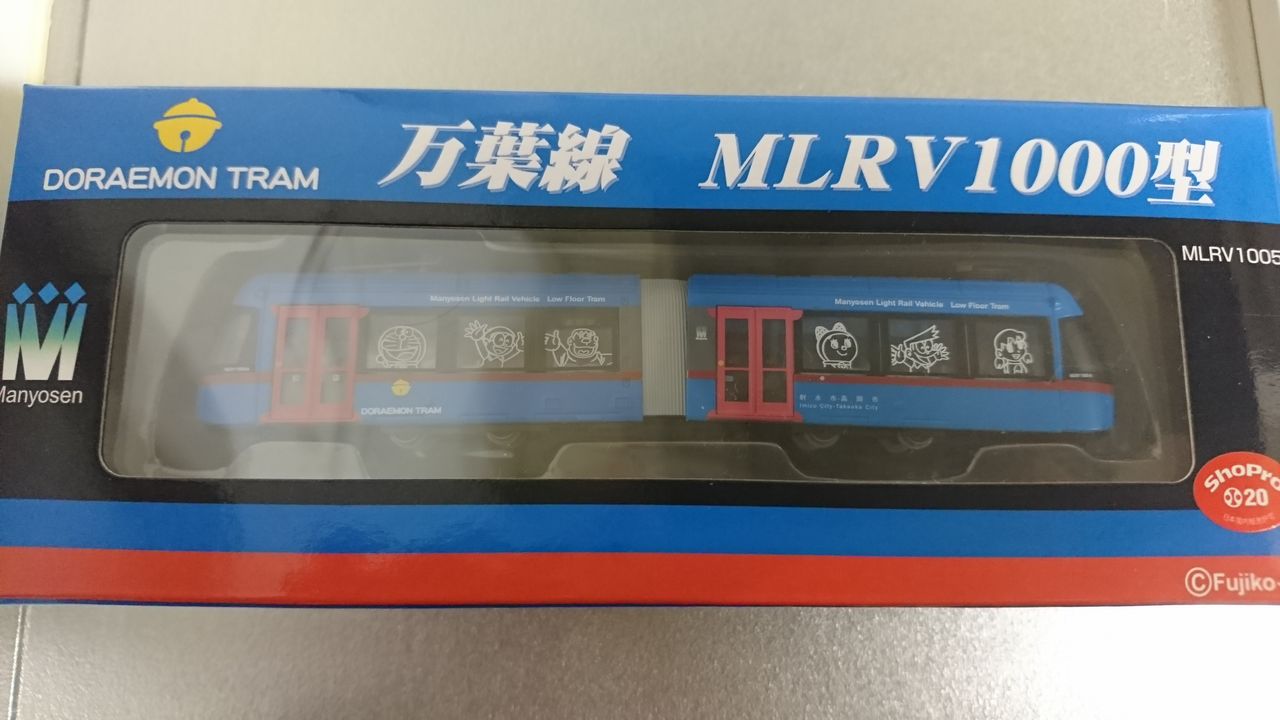 DORAEMON TRAM
万葉線 MLRV1000型
MLRV1005
Manyosen
Manyosen Light Rail Vehicle Low Floor Tram
Manyosen Light Rail Vehicle Low Floor Tram
DORAEMON TRAM
射水市-高岡市
Imizu City-Takaoka City
ShoPro
20
©Fujiko-